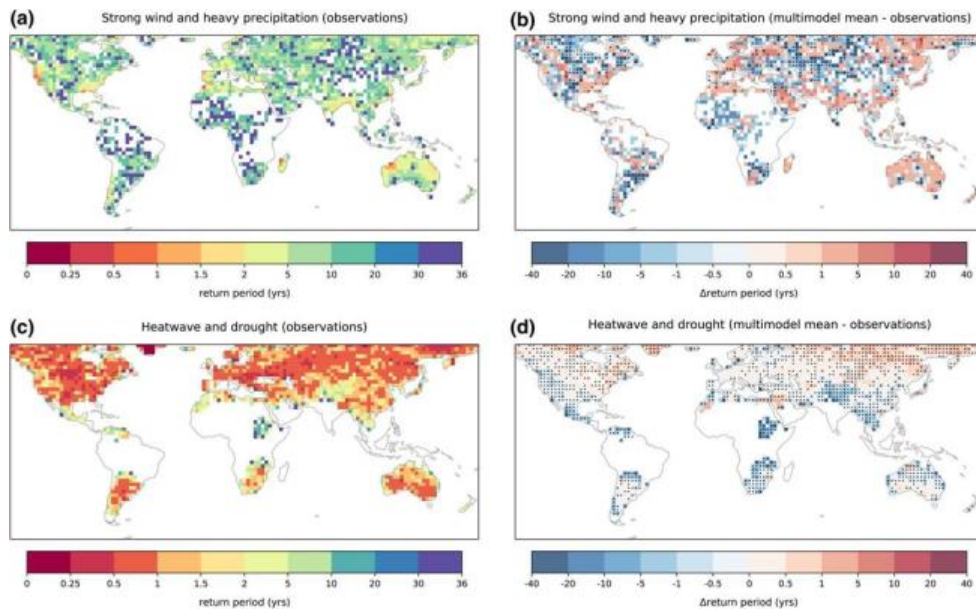 (a) Strong wind and heavy precipitation (observations)
0 0.25 0.5 1 1.5 2 5 10 20 30 36
return period (yrs)
(b) Strong wind and heavy precipitation (multimodel mean - observations)
-40 -20 -10 -5 -1 -0.5 0 0.5 1 5 10 20 40
Δreturn period (yrs)
(c) Heatwave and drought (observations)
0 0.25 0.5 1 1.5 2 5 10 20 30 36
return period (yrs)
(d) Heatwave and drought (multimodel mean - observations)
-40 -20 -10 -5 -1 -0.5 0 0.5 1 5 10 20 40
Δreturn period (yrs)